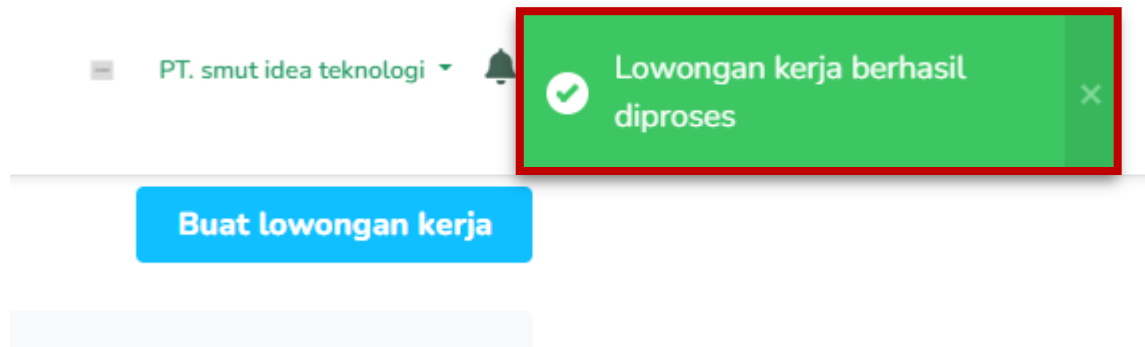 PT. smut idea teknologi
Lowongan kerja berhasil
diproses
Buat lowongan kerja